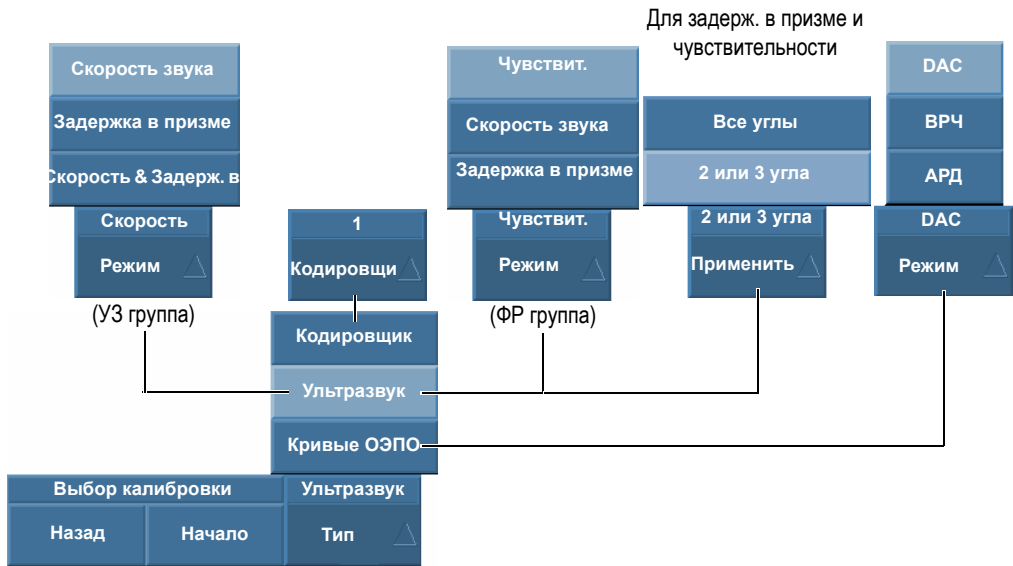 Для задерж. в призме и
чувствительности
Скорость звука
Задержка в призме
Скорость & Задерж. в
Скорость
Режим
(УЗ группа)
1
Кодировщи
Чувствит.
Скорость звука
Задержка в призме
Чувствит.
Режим
(ФР группа)
Все углы
2 или 3 угла
2 или 3 угла
Применить
DAC
ВРЧ
АРД
DAC
Режим
Кодировщик
Ультразвук
Кривые ОЭПО
Выбор калибровки
Ультразвук
Назад
Начало
Тип